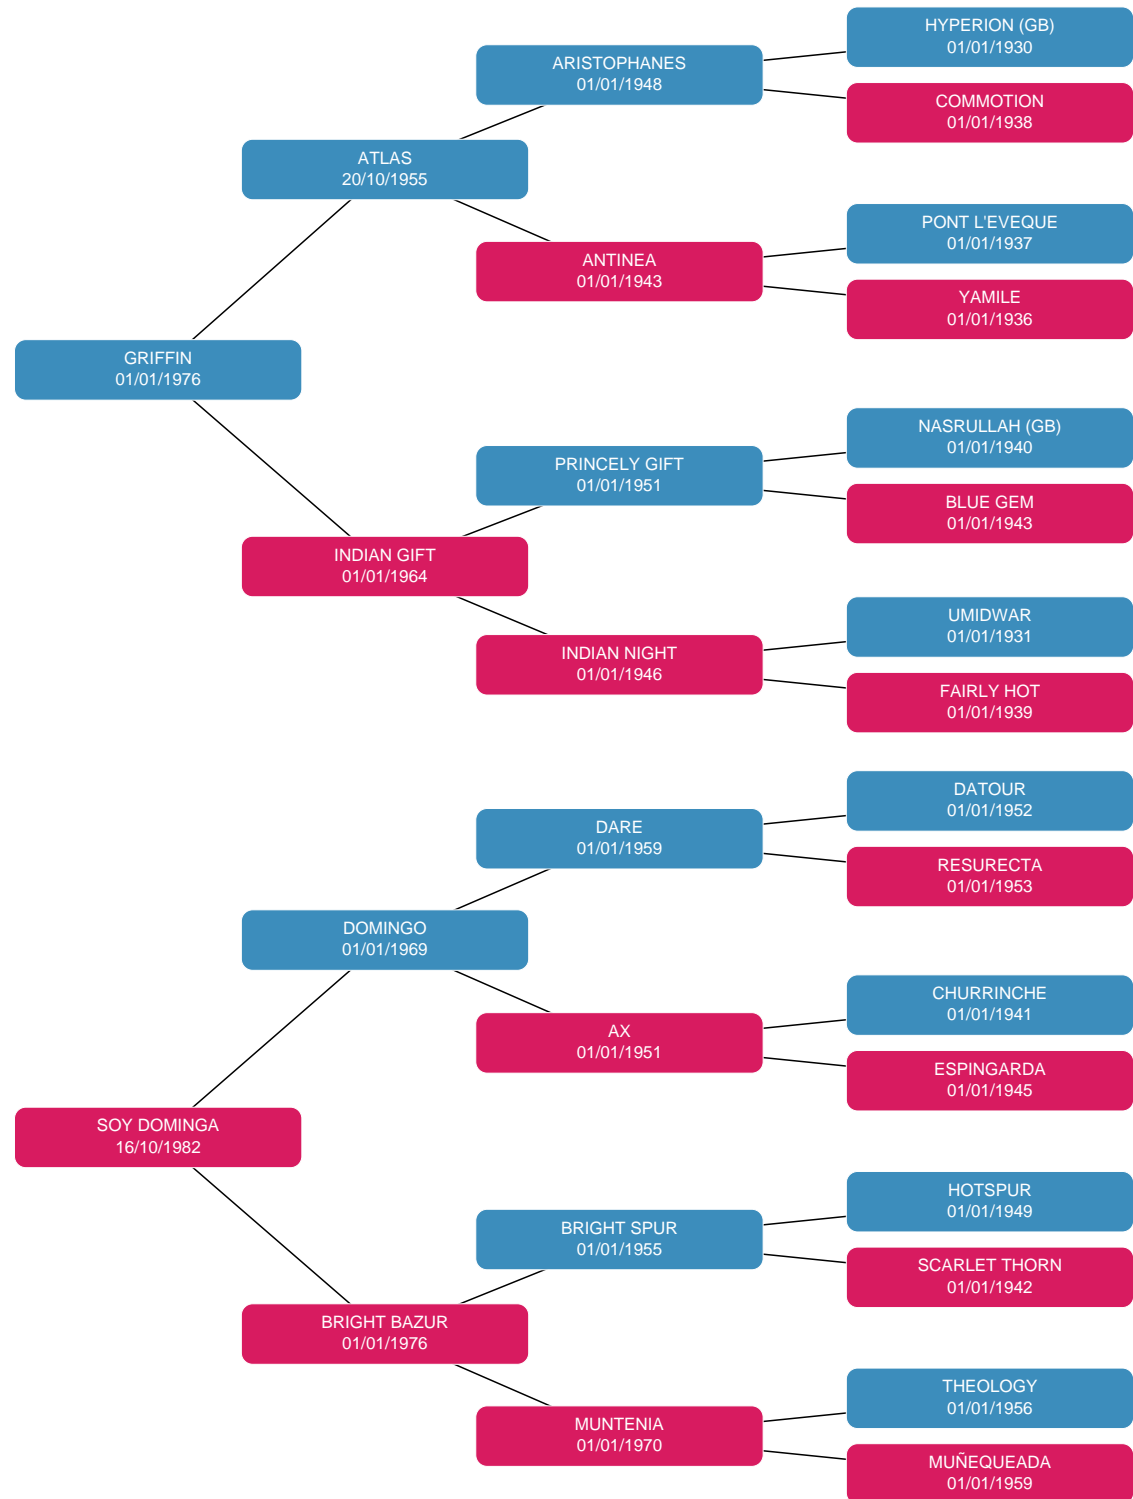 HYPERION (GB)
01/01/1930
ARISTOPHANES
01/01/1948
COMMOTION
01/01/1938
ATLAS
20/10/1955
PONT L'EVEQUE
01/01/1937
ANTINEA
01/01/1943
YAMILE
01/01/1936
GRIFFIN
01/01/1976
NASRULLAH (GB)
01/01/1940
PRINCELY GIFT
01/01/1951
BLUE GEM
01/01/1943
INDIAN GIFT
01/01/1964
UMIDWAR
01/01/1931
INDIAN NIGHT
01/01/1946
FAIRLY HOT
01/01/1939
DATOUR
01/01/1952
DARE
01/01/1959
RESURECTA
01/01/1953
DOMINGO
01/01/1969
CHURRINCHE
01/01/1941
AX
01/01/1951
ESPINGARDA
01/01/1945
SOY DOMINGA
16/10/1982
HOTSPUR
01/01/1949
BRIGHT SPUR
01/01/1955
SCARLET THORN
01/01/1942
BRIGHT BAZUR
01/01/1976
THEOLOGY
01/01/1956
MUNTENIA
01/01/1970
MUÑEQUEADA
01/01/1959